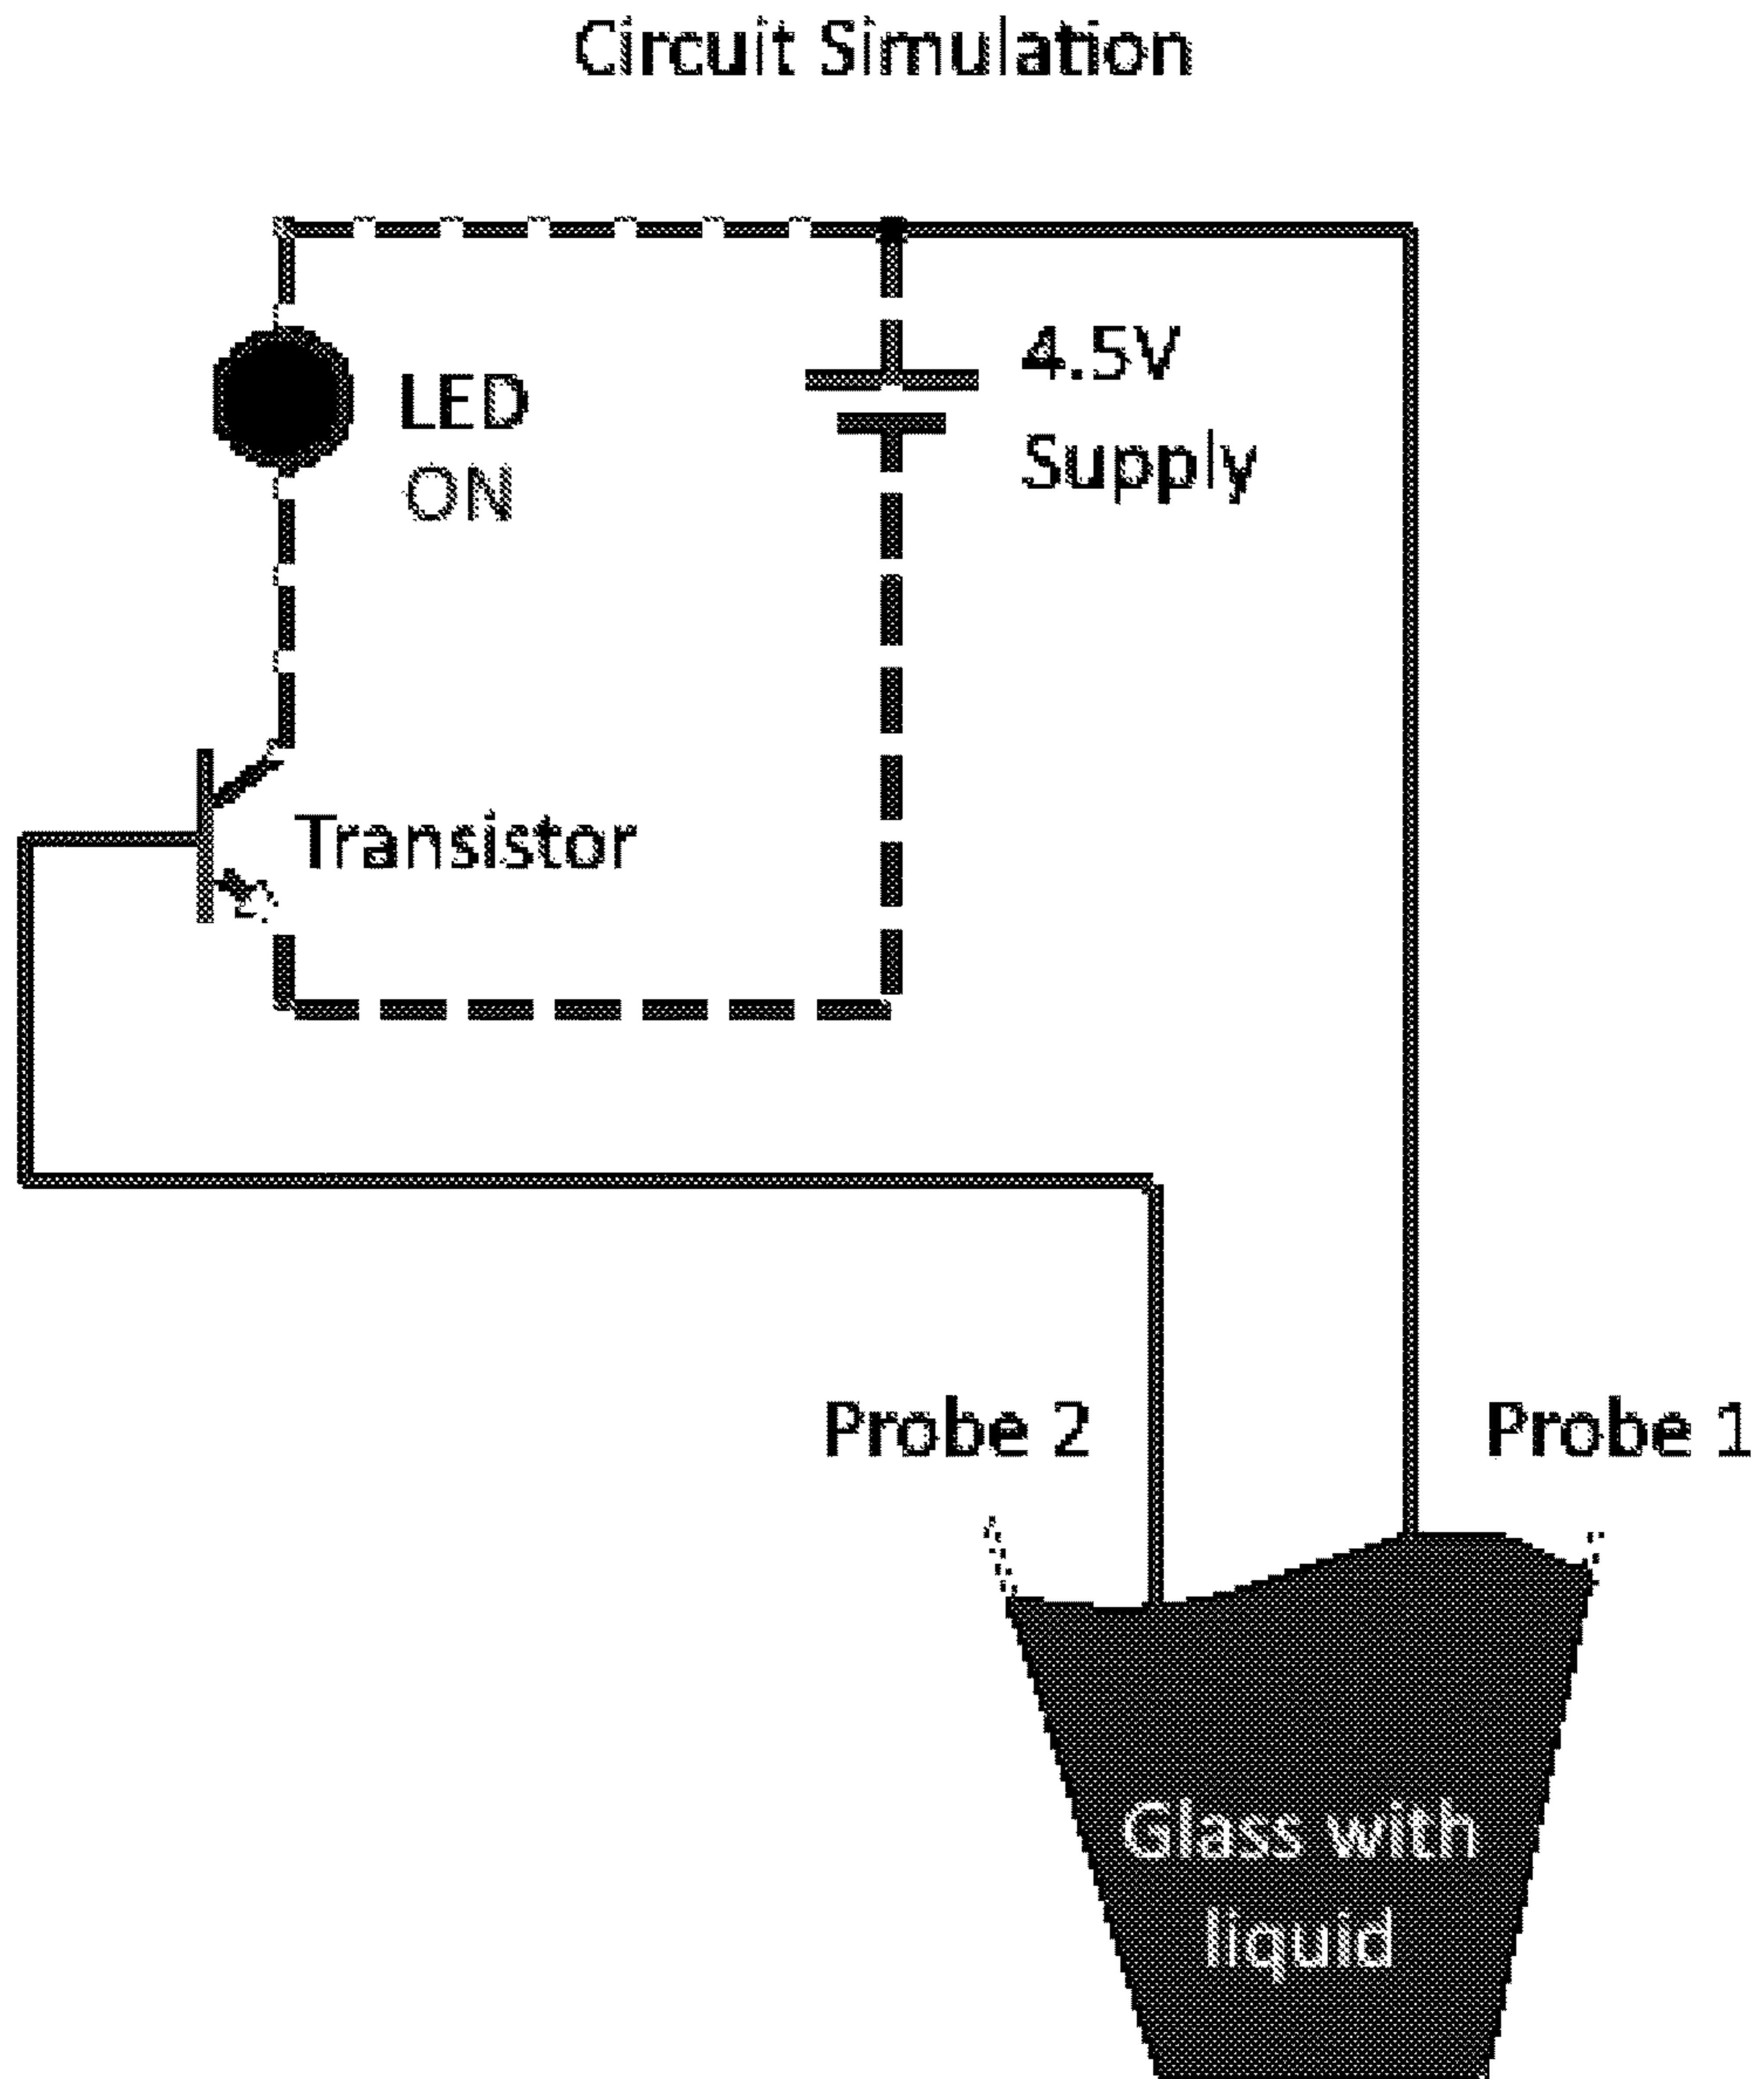 Circuit Simulation
LED
ON
4.5V
Supply
Transistor
Probe 2
Probe 1
Glass with
liquid